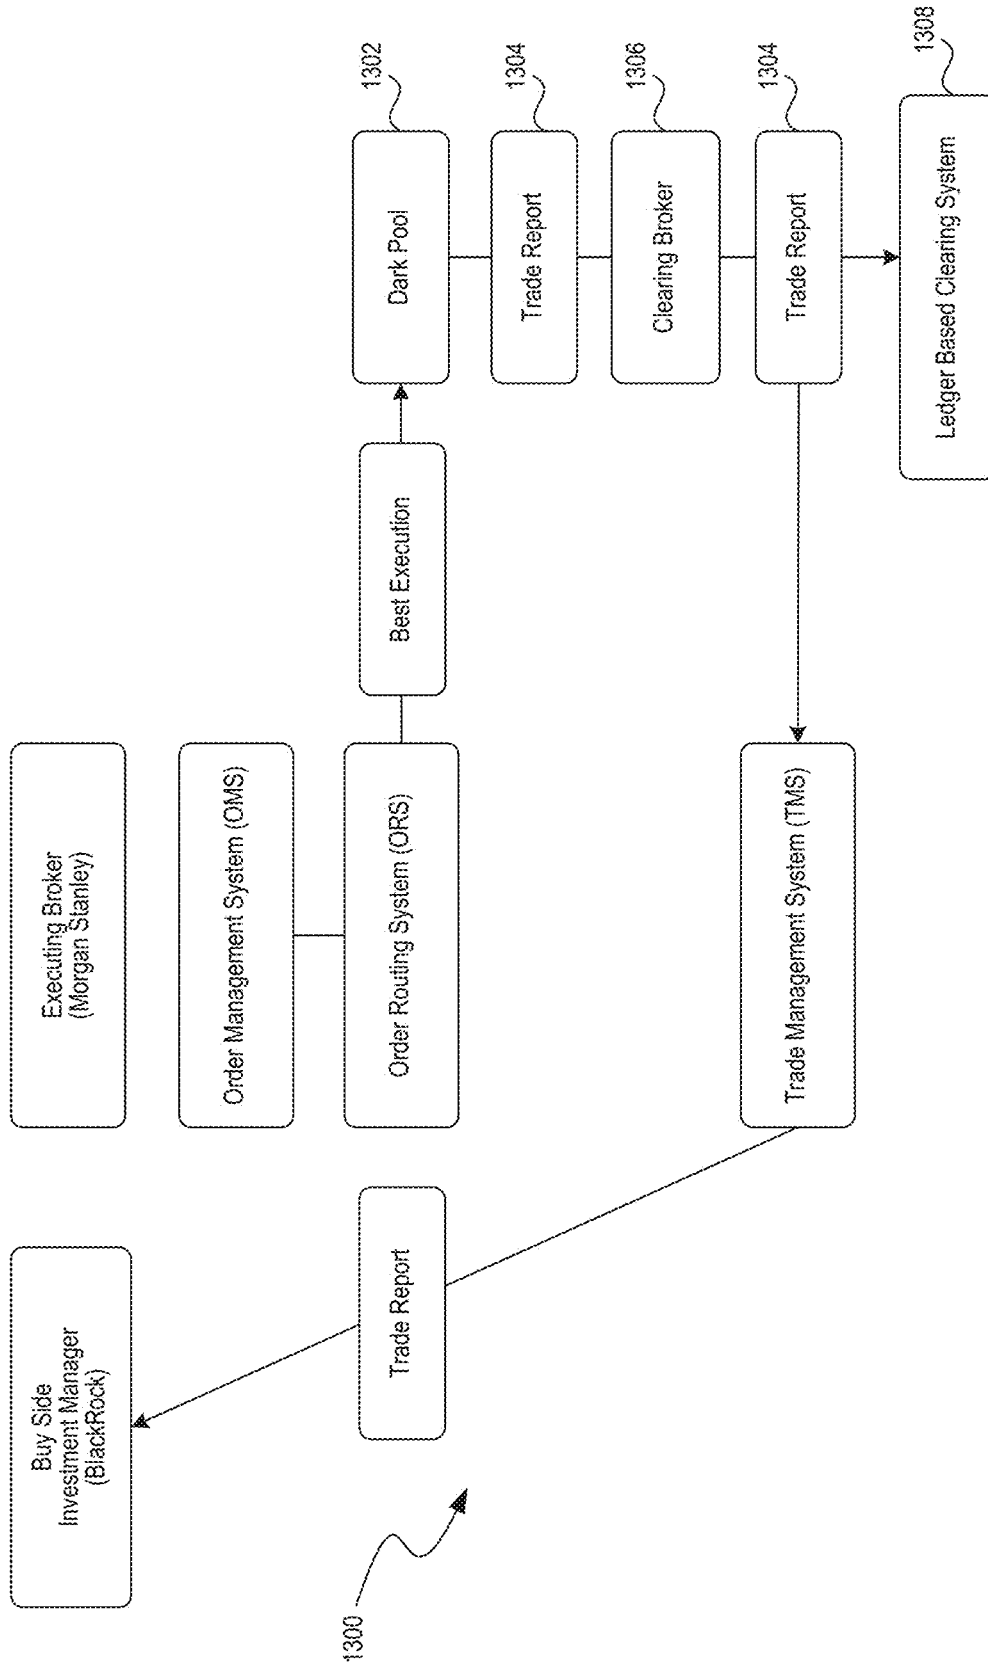 Buy Side
Investment Manager
(BlackRock)
Executing Broker
(Morgan Stanley)
Order Management System (OMS)
Trade Report
Order Routing System (ORS)
Best Execution
Dark Pool
1302
Trade Report
1304
Clearing Broker
1306
Trade Management System (TMS)
Trade Report
1304
Ledger Based Clearing System
1308
1300